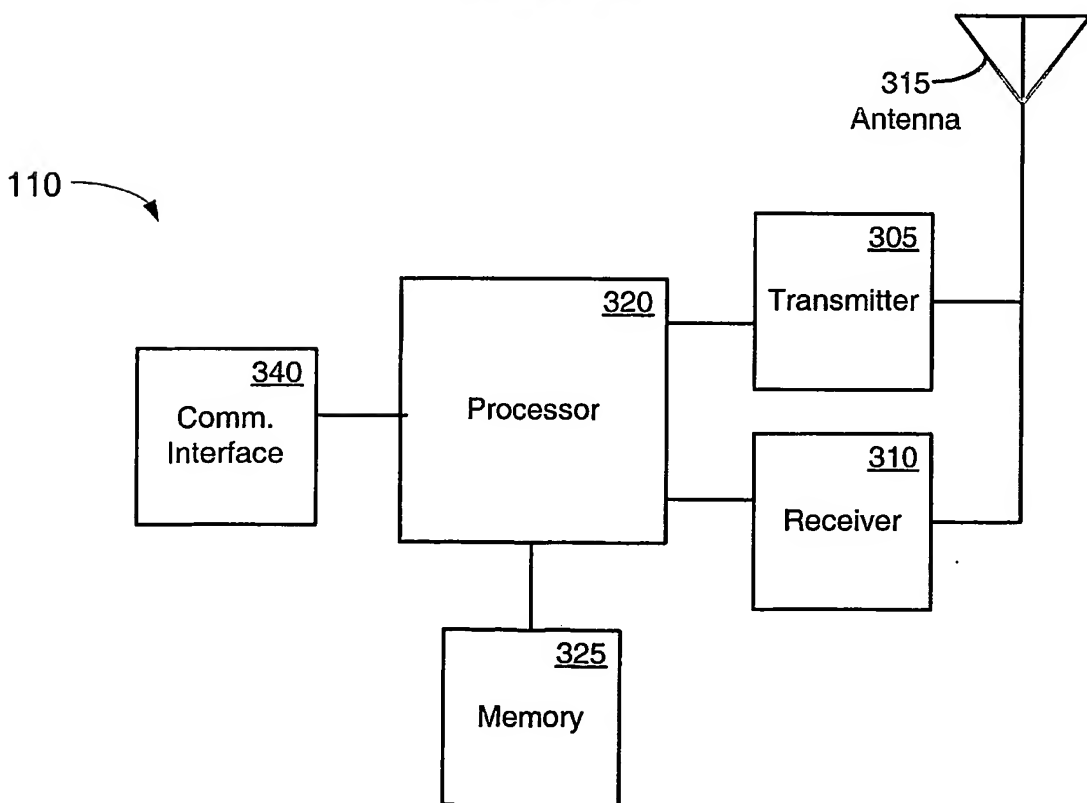 315
Antenna
110
305
Transmitter
320
Processor
340
Comm.
Interface
310
Receiver
325
Memory